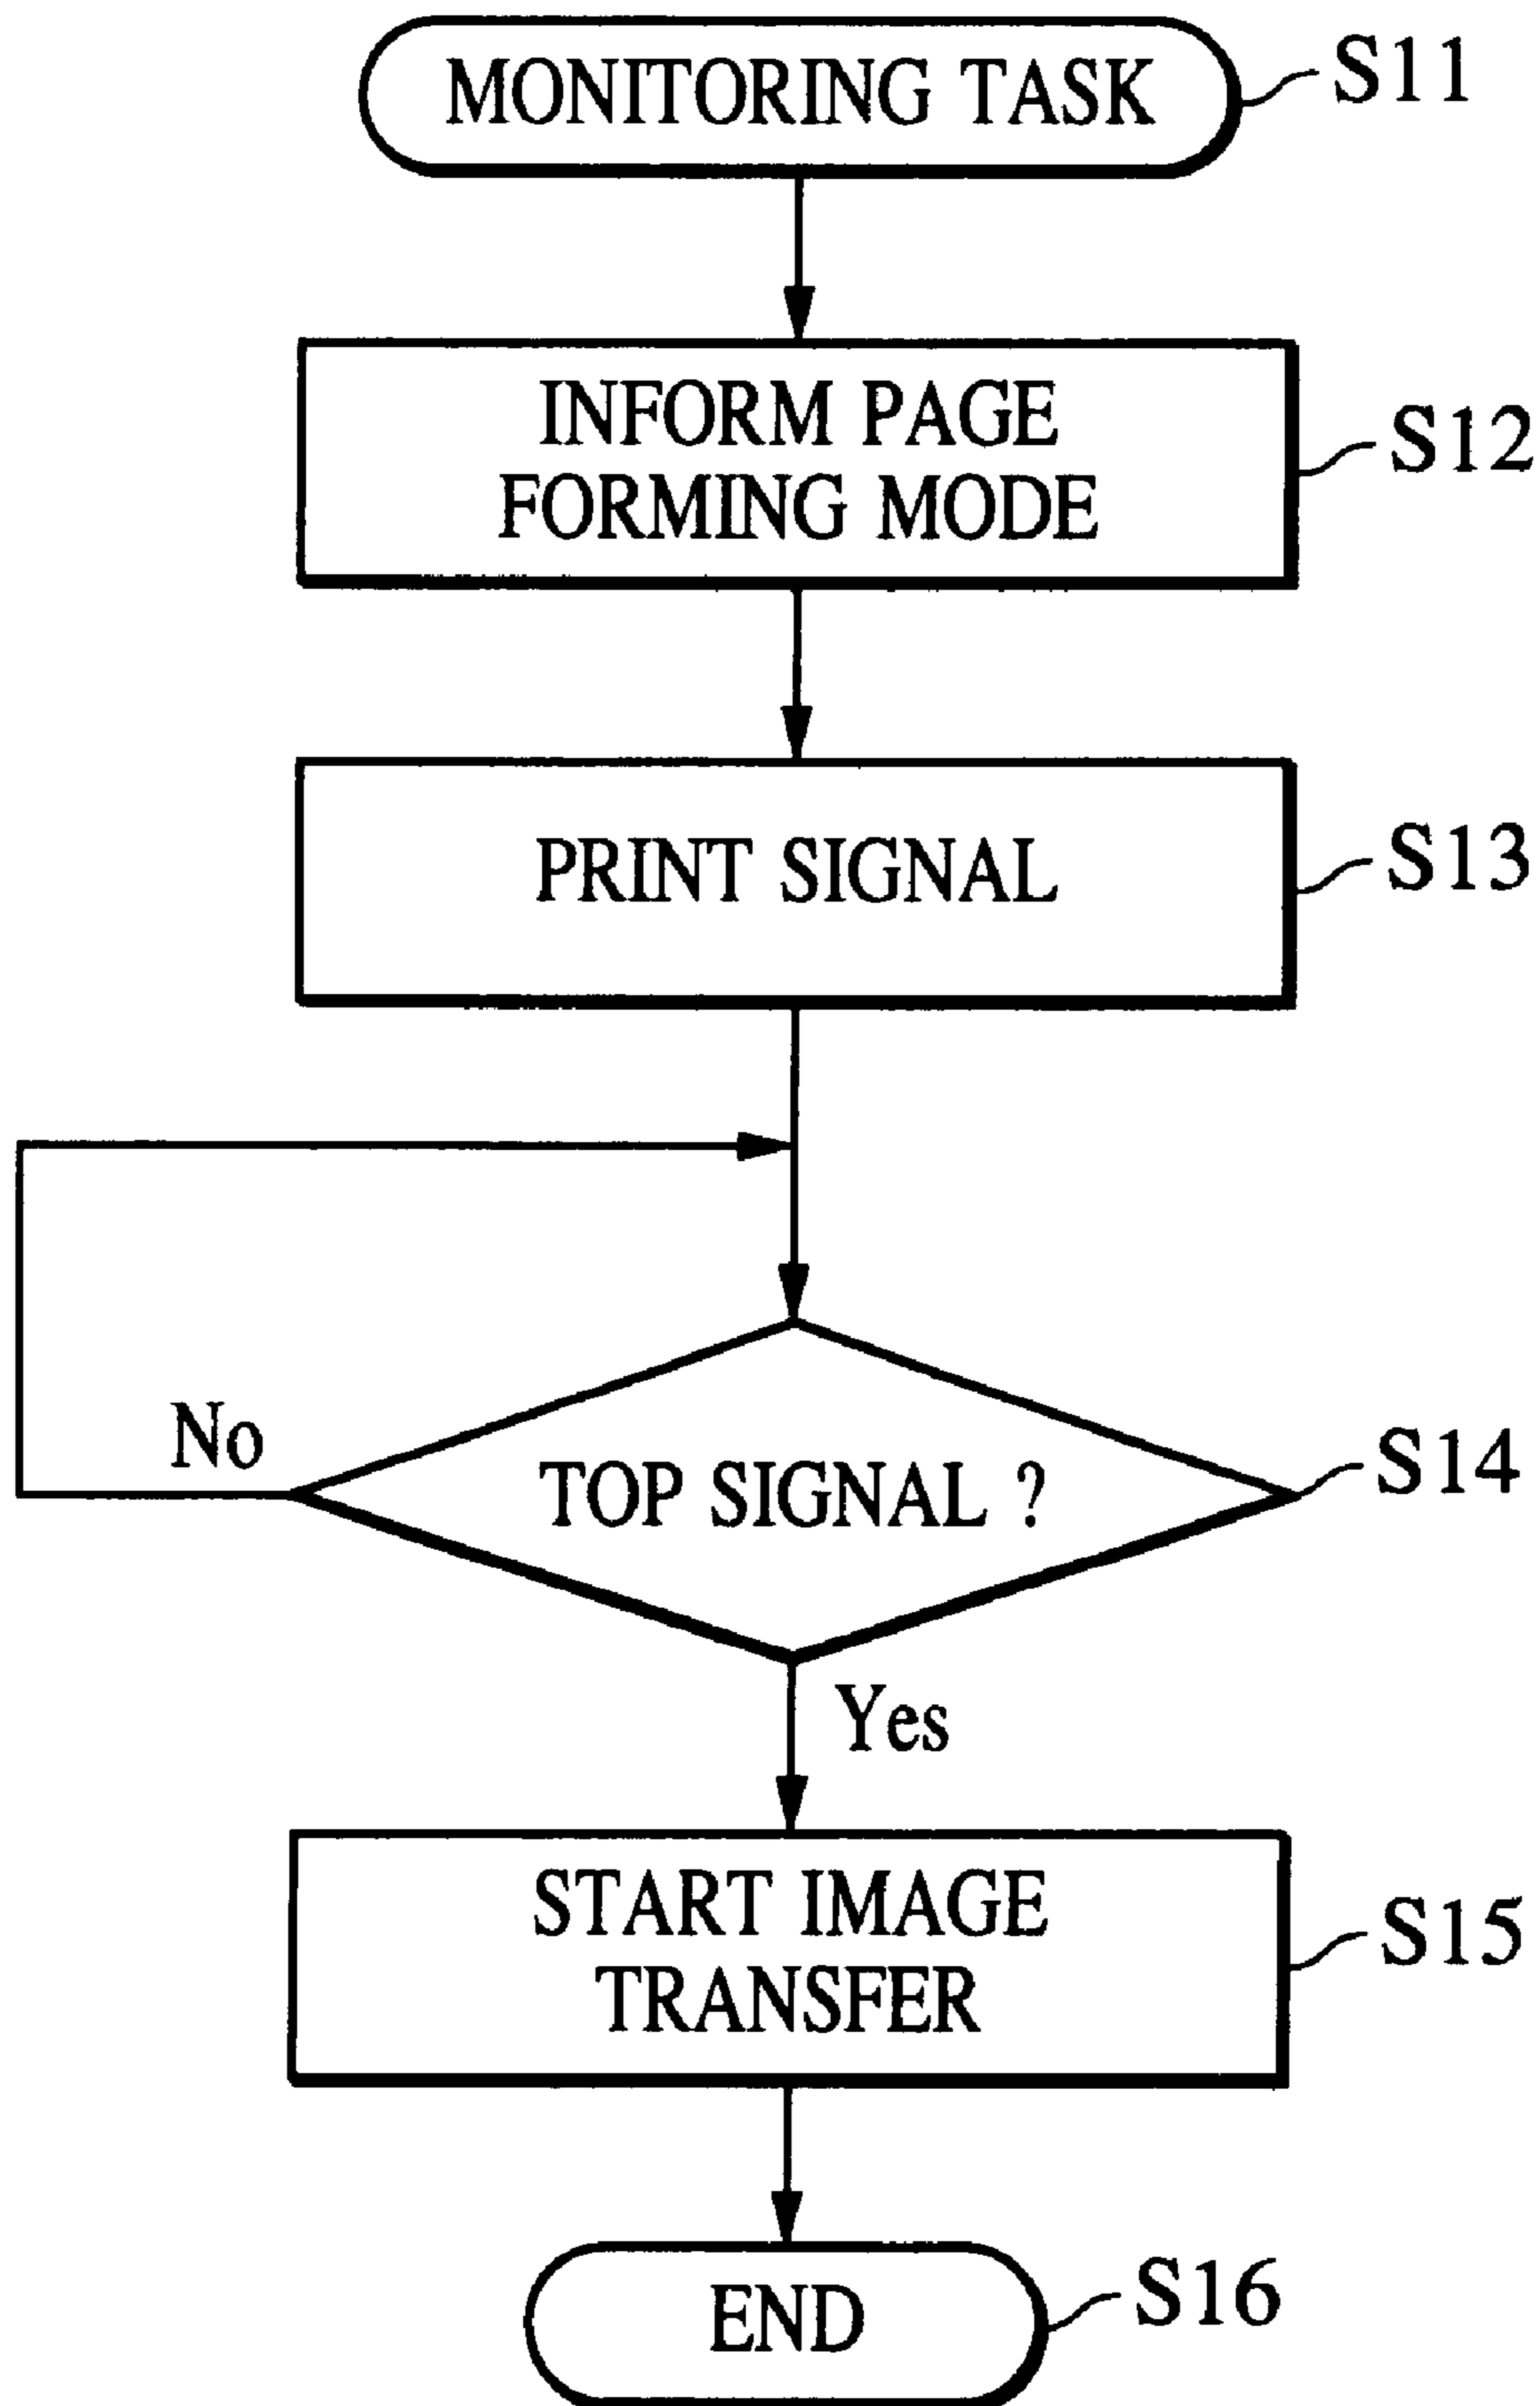 MONITORING TASK
S11
INFORM PAGE
FORMING MODE
S12
PRINT SIGNAL
S13
No
TOP SIGNAL ?
S14
Yes
START IMAGE
TRANSFER
S15
END
S16